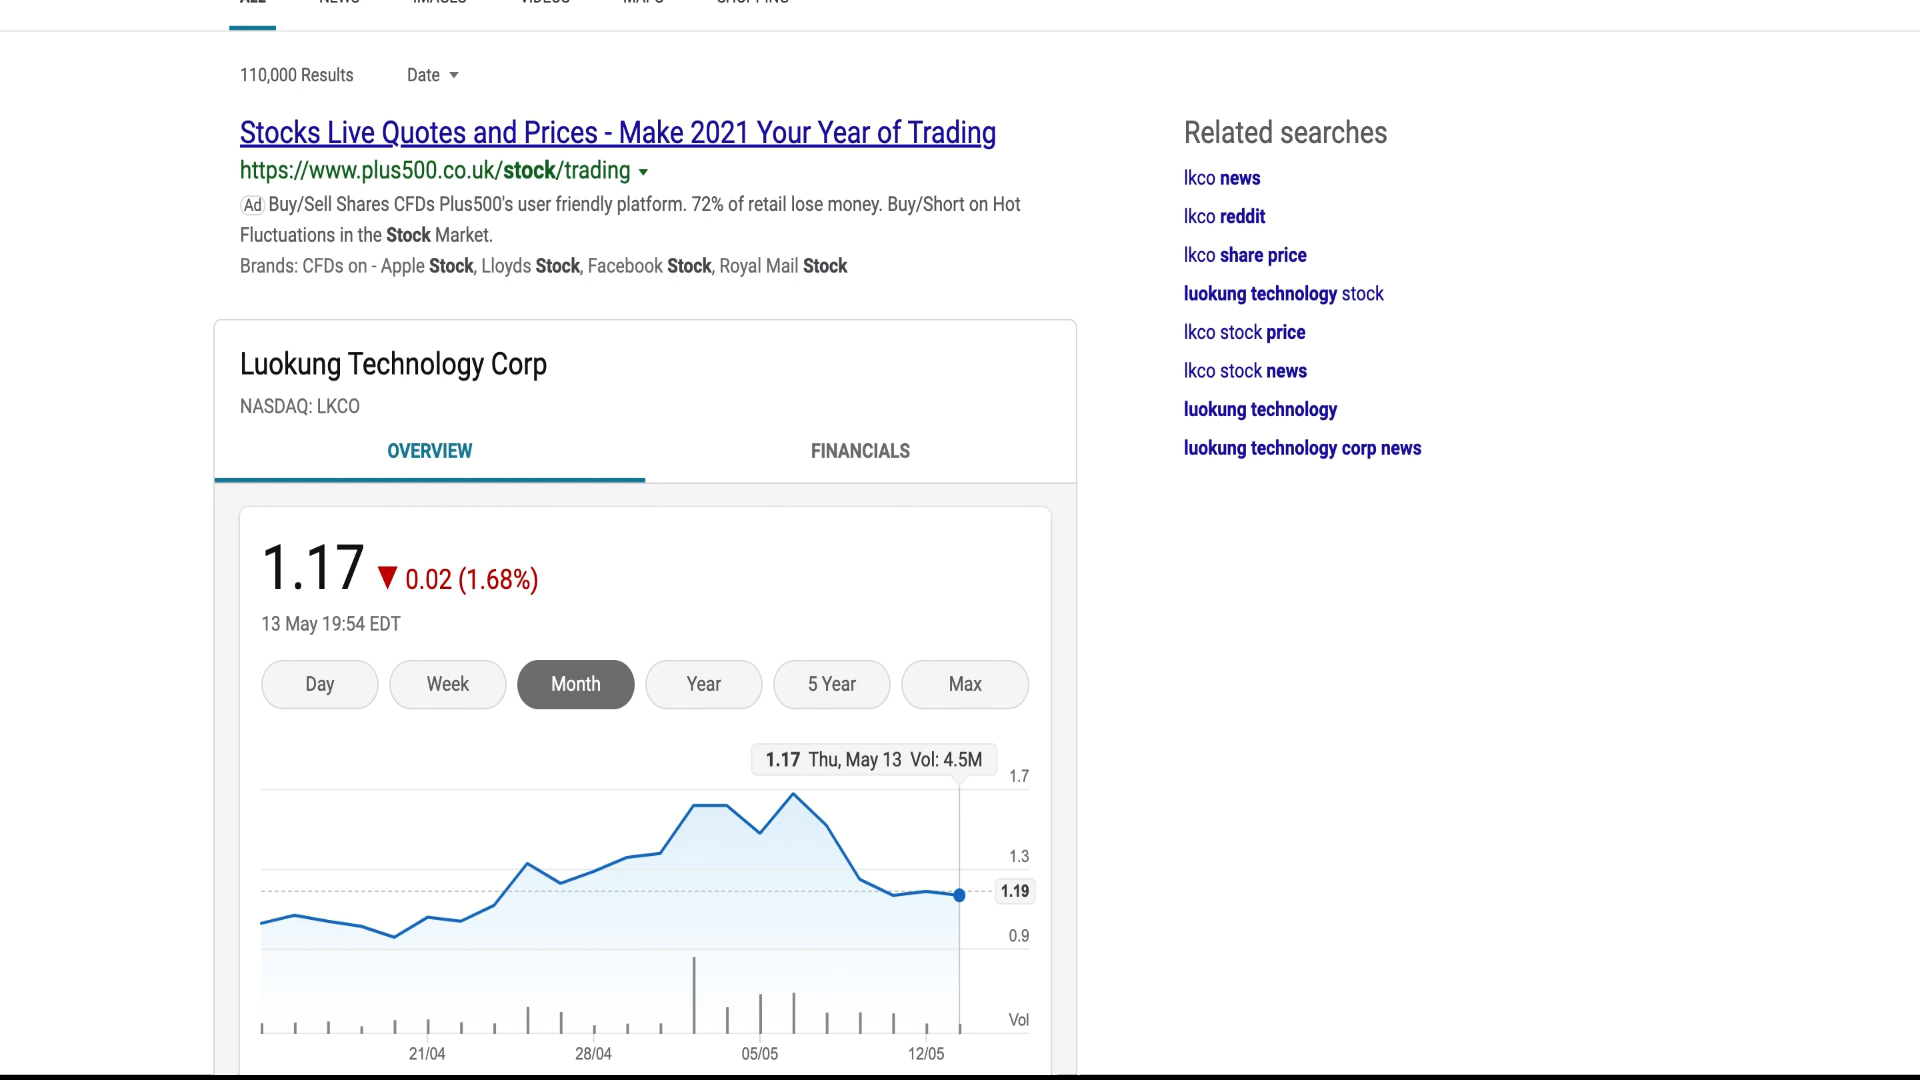 ALL NEWS IMAGES VIDEOS MAPS SHOPPING
110,000 Results Date
Stocks Live Quotes and Prices - Make 2021 Your Year of Trading
https://www.plus500.co.uk/stock/trading
Ad Buy/Sell Shares CFDs Plus500's user friendly platform. 72% of retail lose money. Buy/Short on Hot
Fluctuations in the Stock Market.
Brands: CFDs on - Apple Stock, Lloyds Stock, Facebook Stock, Royal Mail Stock
Luokung Technology Corp
NASDAQ: LKCO
OVERVIEW FINANCIALS
1.17 ▼ 0.02 (1.68%)
13 May 19:54 EDT
Day Week Month Year 5 Year Max
1.17 Thu, May 13 Vol: 4.5M
1.7
1.3
1.19
0.9
Vol
21/04 28/04 05/05 12/05
Related searches
lkco news
lkco reddit
lkco share price
luokung technology stock
lkco stock price
lkco stock news
luokung technology
luokung technology corp news